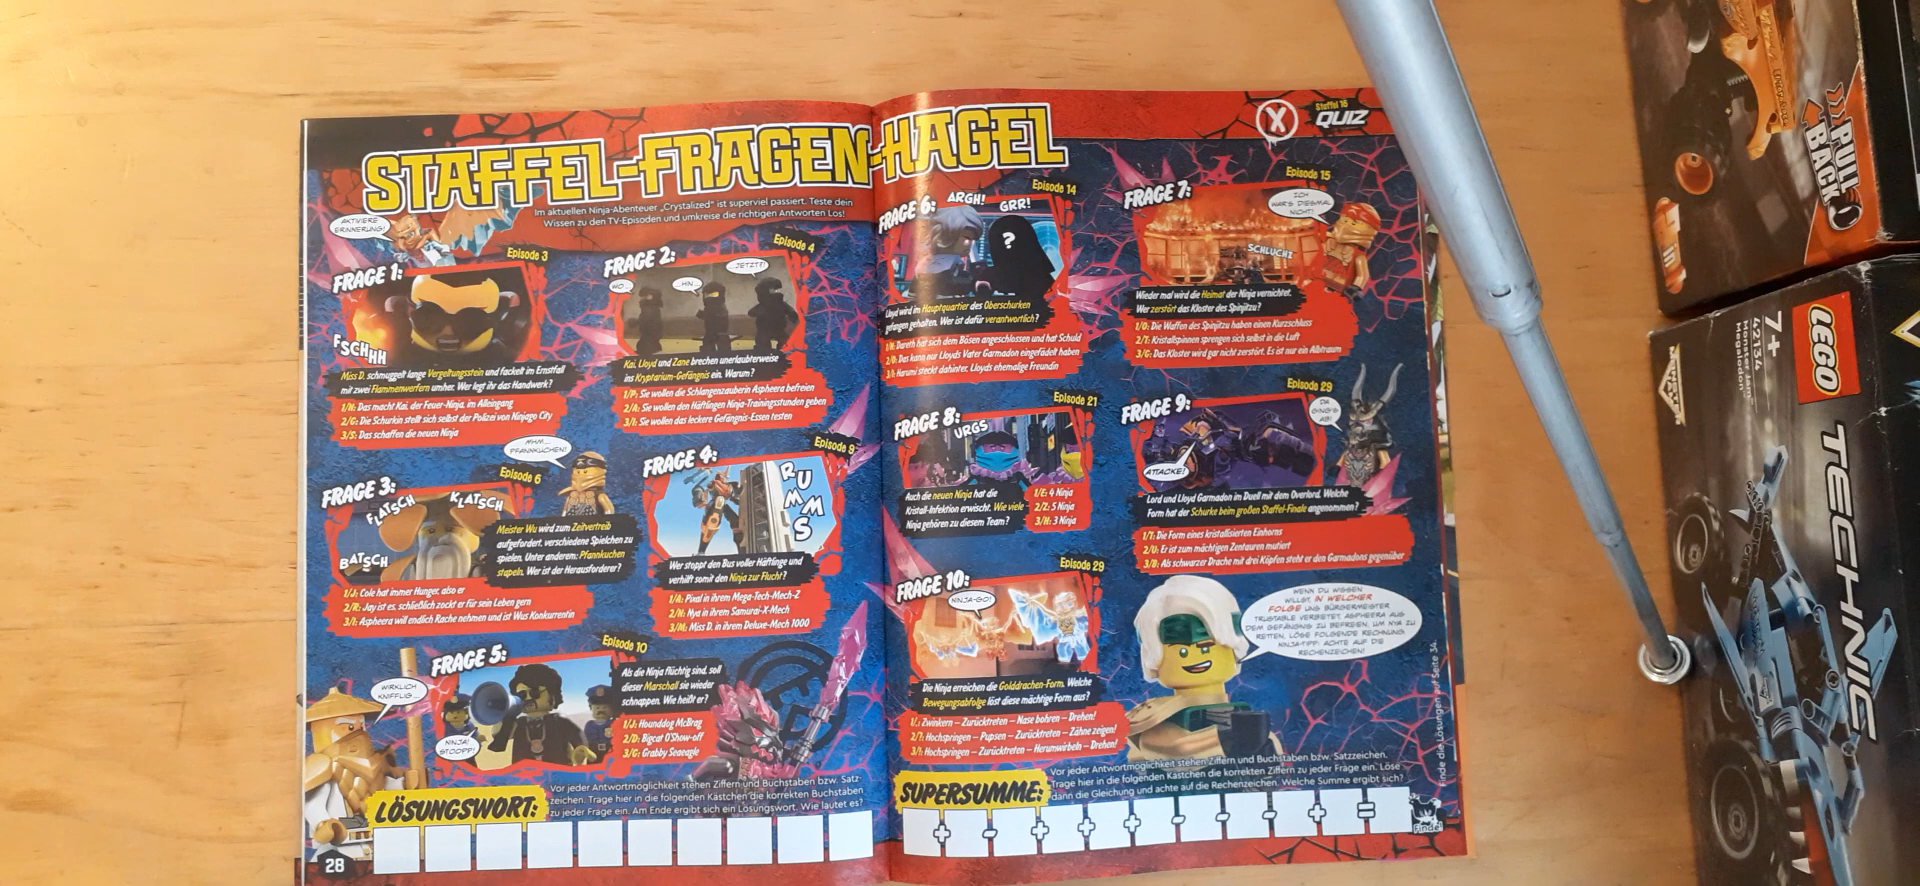 STAFFEL-FRAGEN-HAGEL
Staffel 16
QUIZ
Im aktuellen Ninja-Abenteuer „Crystalized" ist superviel passiert. Teste dein
Wissen zu den TV-Episoden und umkreise die richtigen Antworten Los!
AKTIVIERE
ERINNERUNG!
FRAGE 1:
Episode 3
FSCHHH
Miss D. schmuggelt lange Vergeltungsstein und fackelt im Ernstfall
mit zwei Flammenwerfern umher. Wer legt ihr das Handwerk?
1/K: Das macht Kai, der Feuer-Ninja, im Alleingang
2/G: Die Schurkin stellt sich selbst der Polizei von Ninjago City
3/S: Das schaffen die neuen Ninja
FRAGE 2:
Episode 4
WO...
...HIN...
...JETZT?!
Kai, Lloyd und Zane brechen unerlaubterweise
ins Kryptarium-Gefängnis ein. Warum?
1/P: Sie wollen die Schlangenzauberin Aspheera befreien
2/A: Sie wollen den Häftlingen Ninja-Trainingsstunden geben
3/I: Sie wollen das leckere Gefängnis-Essen testen
FRAGE 3:
Episode 6
MHM...
PFANNKUCHEN!
FLATSCH
KLATSCH
BATSCH
Meister Wu wird zum Zeitvertreib
aufgefordert, verschiedene Spielchen zu
spielen. Unter anderem: Pfannkuchen
stapeln. Wer ist der Herausforderer?
1/J: Cole hat immer Hunger, also er
2/R: Jay ist es, schließlich zockt er für sein Leben gern
3/I: Aspheera will endlich Rache nehmen und ist Wus Konkurrentin
FRAGE 4:
Episode 9
RUMMS
Wer stoppt den Bus voller Häftlinge und
verhilft somit den Ninja zur Flucht?
1/A: Pixal in ihrem Mega-Tech-Mech-Z
2/N: Nya in ihrem Samurai-X-Mech
3/M: Miss D. in ihrem Deluxe-Mech 1000
FRAGE 5:
Episode 10
WIRKLICH
KNIFFLIG...
NINJA!
STOOPP!
Als die Ninja flüchtig sind, soll
dieser Marschall sie wieder
schnappen. Wie heißt er?
1/J: Hounddog McBrag
2/D: Bigcat O'Show-off
3/G: Grabby Seaeagle
LÖSUNGSWORT:
Vor jeder Antwortmöglichkeit stehen Ziffern und Buchstaben bzw. Satz-
zeichen. Trage hier in die folgenden Kästchen die korrekten Buchstaben
zu jeder Frage ein. Am Ende ergibt sich ein Lösungswort. Wie lautet es?
28
FRAGE 6:
Episode 14
ARGH!
GRR!
?
Lloyd wird im Hauptquartier des Oberschurken
gefangen gehalten. Wer ist dafür verantwortlich?
Dareth hat sich dem Bösen angeschlossen und hat Schuld
Das kann nur Lloyds Vater Garmadon eingefädelt haben
Harumi steckt dahinter, Lloyds ehemalige Freundin
FRAGE 7:
Episode 15
ICH
WAR'S DIESMAL
NICHT!
SCHLUCHZ
Wieder mal wird die Heimat der Ninja vernichtet.
Wer zerstört das Kloster des Spinjitzu?
1/O: Die Waffen des Spinjitzu haben einen Kurzschluss
2/T: Kristallspinnen sprengen sich selbst in die Luft
3/G: Das Kloster wird gar nicht zerstört. Es ist nur ein Albtraum
FRAGE 8:
Episode 21
URGS
Auch die neuen Ninja hat die
Kristall-Infektion erwischt. Wie viele
Ninja gehören zu diesem Team?
1/E: 4 Ninja
2/Z: 5 Ninja
3/H: 3 Ninja
FRAGE 9:
Episode 29
DA
GING'S
AB!
ATTACKE!
Lord und Lloyd Garmadon im Duell mit dem Overlord. Welche
Form hat der Schurke beim großen Staffel-Finale angenommen?
1/T: Die Form eines kristallisierten Einhorns
2/U: Er ist zum mächtigen Zentauren mutiert
3/B: Als schwarzer Drache mit drei Köpfen steht er den Garmadons gegenüber
FRAGE 10:
Episode 29
NINJA-GO!
Die Ninja erreichen die Golddrachen-Form. Welche
Bewegungsabfolge löst diese mächtige Form aus?
1/.: Zwinkern – Zurücktreten – Nase bohren – Drehen!
2/?: Hochspringen – Pupsen – Zurücktreten – Zähne zeigen!
3/!: Hochspringen – Zurücktreten – Herumwirbeln – Drehen!
WENN DU WISSEN
WILLST, IN WELCHER
FOLGE UNS BÜRGERMEISTER
TRUSTABLE VERBIETET, ASPHEERA AUS
DEM GEFÄNGNIS ZU BEFREIEN, UM NYA ZU
RETTEN, LÖSE FOLGENDE RECHNUNG.
NINJA-TIPP: ACHTE AUF DIE
RECHENZEICHEN!
SUPERSUMME:
Vor jeder Antwortmöglichkeit stehen Ziffern und Buchstaben bzw. Satzzeichen.
Trage hier in die folgenden Kästchen die korrekten Ziffern zu jeder Frage ein. Löse
dann die Gleichung und achte auf die Rechenzeichen. Welche Summe ergibt sich?
+ - + + + - - - + =
Finde die Lösungen auf Seite 34.
Finde!
PULL
BACK
LEGO
TECHNIC
7+
42134
Monster Jam
Megalodon